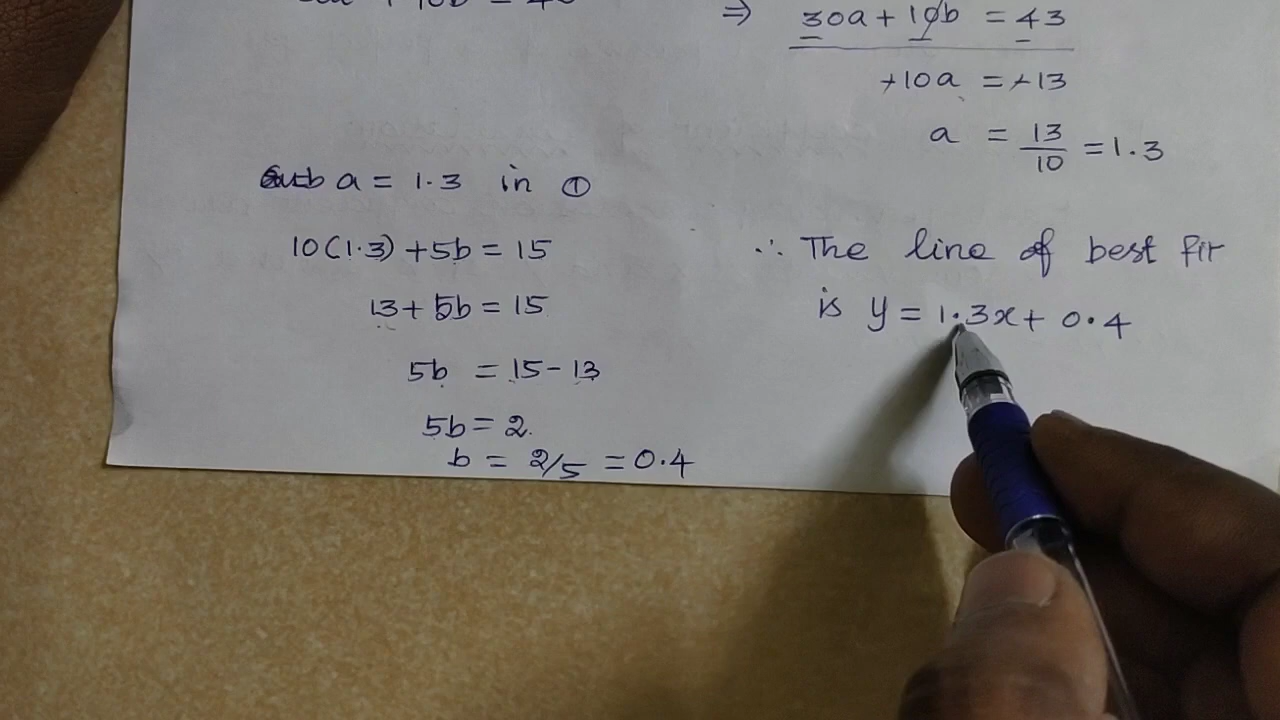 ⇒ 30a + 10b = 43
+10a = +13
a = 13/10 = 1.3
Sub a = 1.3 in ①
10(1.3) + 5b = 15
13 + 5b = 15
5b = 15 - 13
5b = 2.
b = 2/5 = 0.4
∴ The line of best fit
is y = 1.3x + 0.4